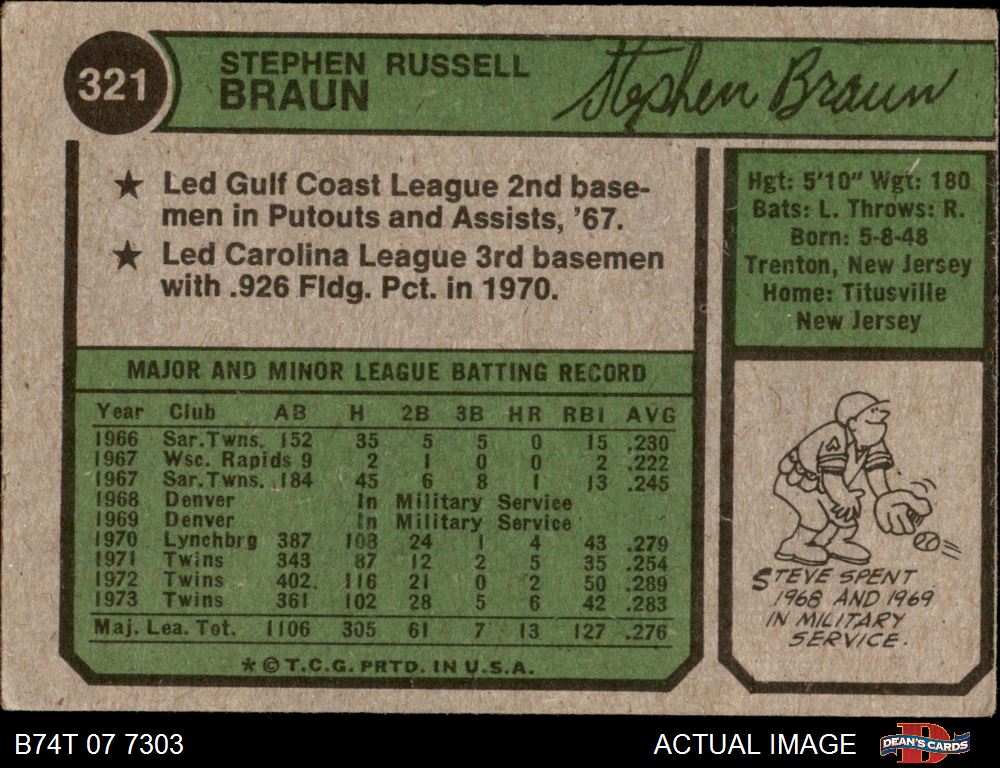 321
STEPHEN RUSSELL
BRAUN
Stephen Braun
★ Led Gulf Coast League 2nd base-
men in Putouts and Assists, '67.
★ Led Carolina League 3rd basemen
with .926 Fldg. Pct. in 1970.
Hgt: 5'10" Wgt: 180
Bats: L. Throws: R.
Born: 5-8-48
Trenton, New Jersey
Home: Titusville
New Jersey
MAJOR AND MINOR LEAGUE BATTING RECORD
Year Club AB H 2B 3B HR RBI AVG
1966 Sar.Twns. 152 35 5 5 0 15 .230
1967 Wsc. Rapids 9 2 1 0 0 2 .222
1967 Sar.Twns. 184 45 6 8 1 13 .245
1968 Denver In Military Service
1969 Denver In Military Service
1970 Lynchbrg 387 108 24 1 4 43 .279
1971 Twins 343 87 12 2 5 35 .254
1972 Twins 402 116 21 0 2 50 .289
1973 Twins 361 102 28 5 6 42 .283
Maj. Lea. Tot. 1106 305 61 7 13 127 .276
* © T.C.G. PRTD. IN U.S.A.
STEVE SPENT
1968 AND 1969
IN MILITARY
SERVICE.
B74T 07 7303
ACTUAL IMAGE
DEAN'S CARDS